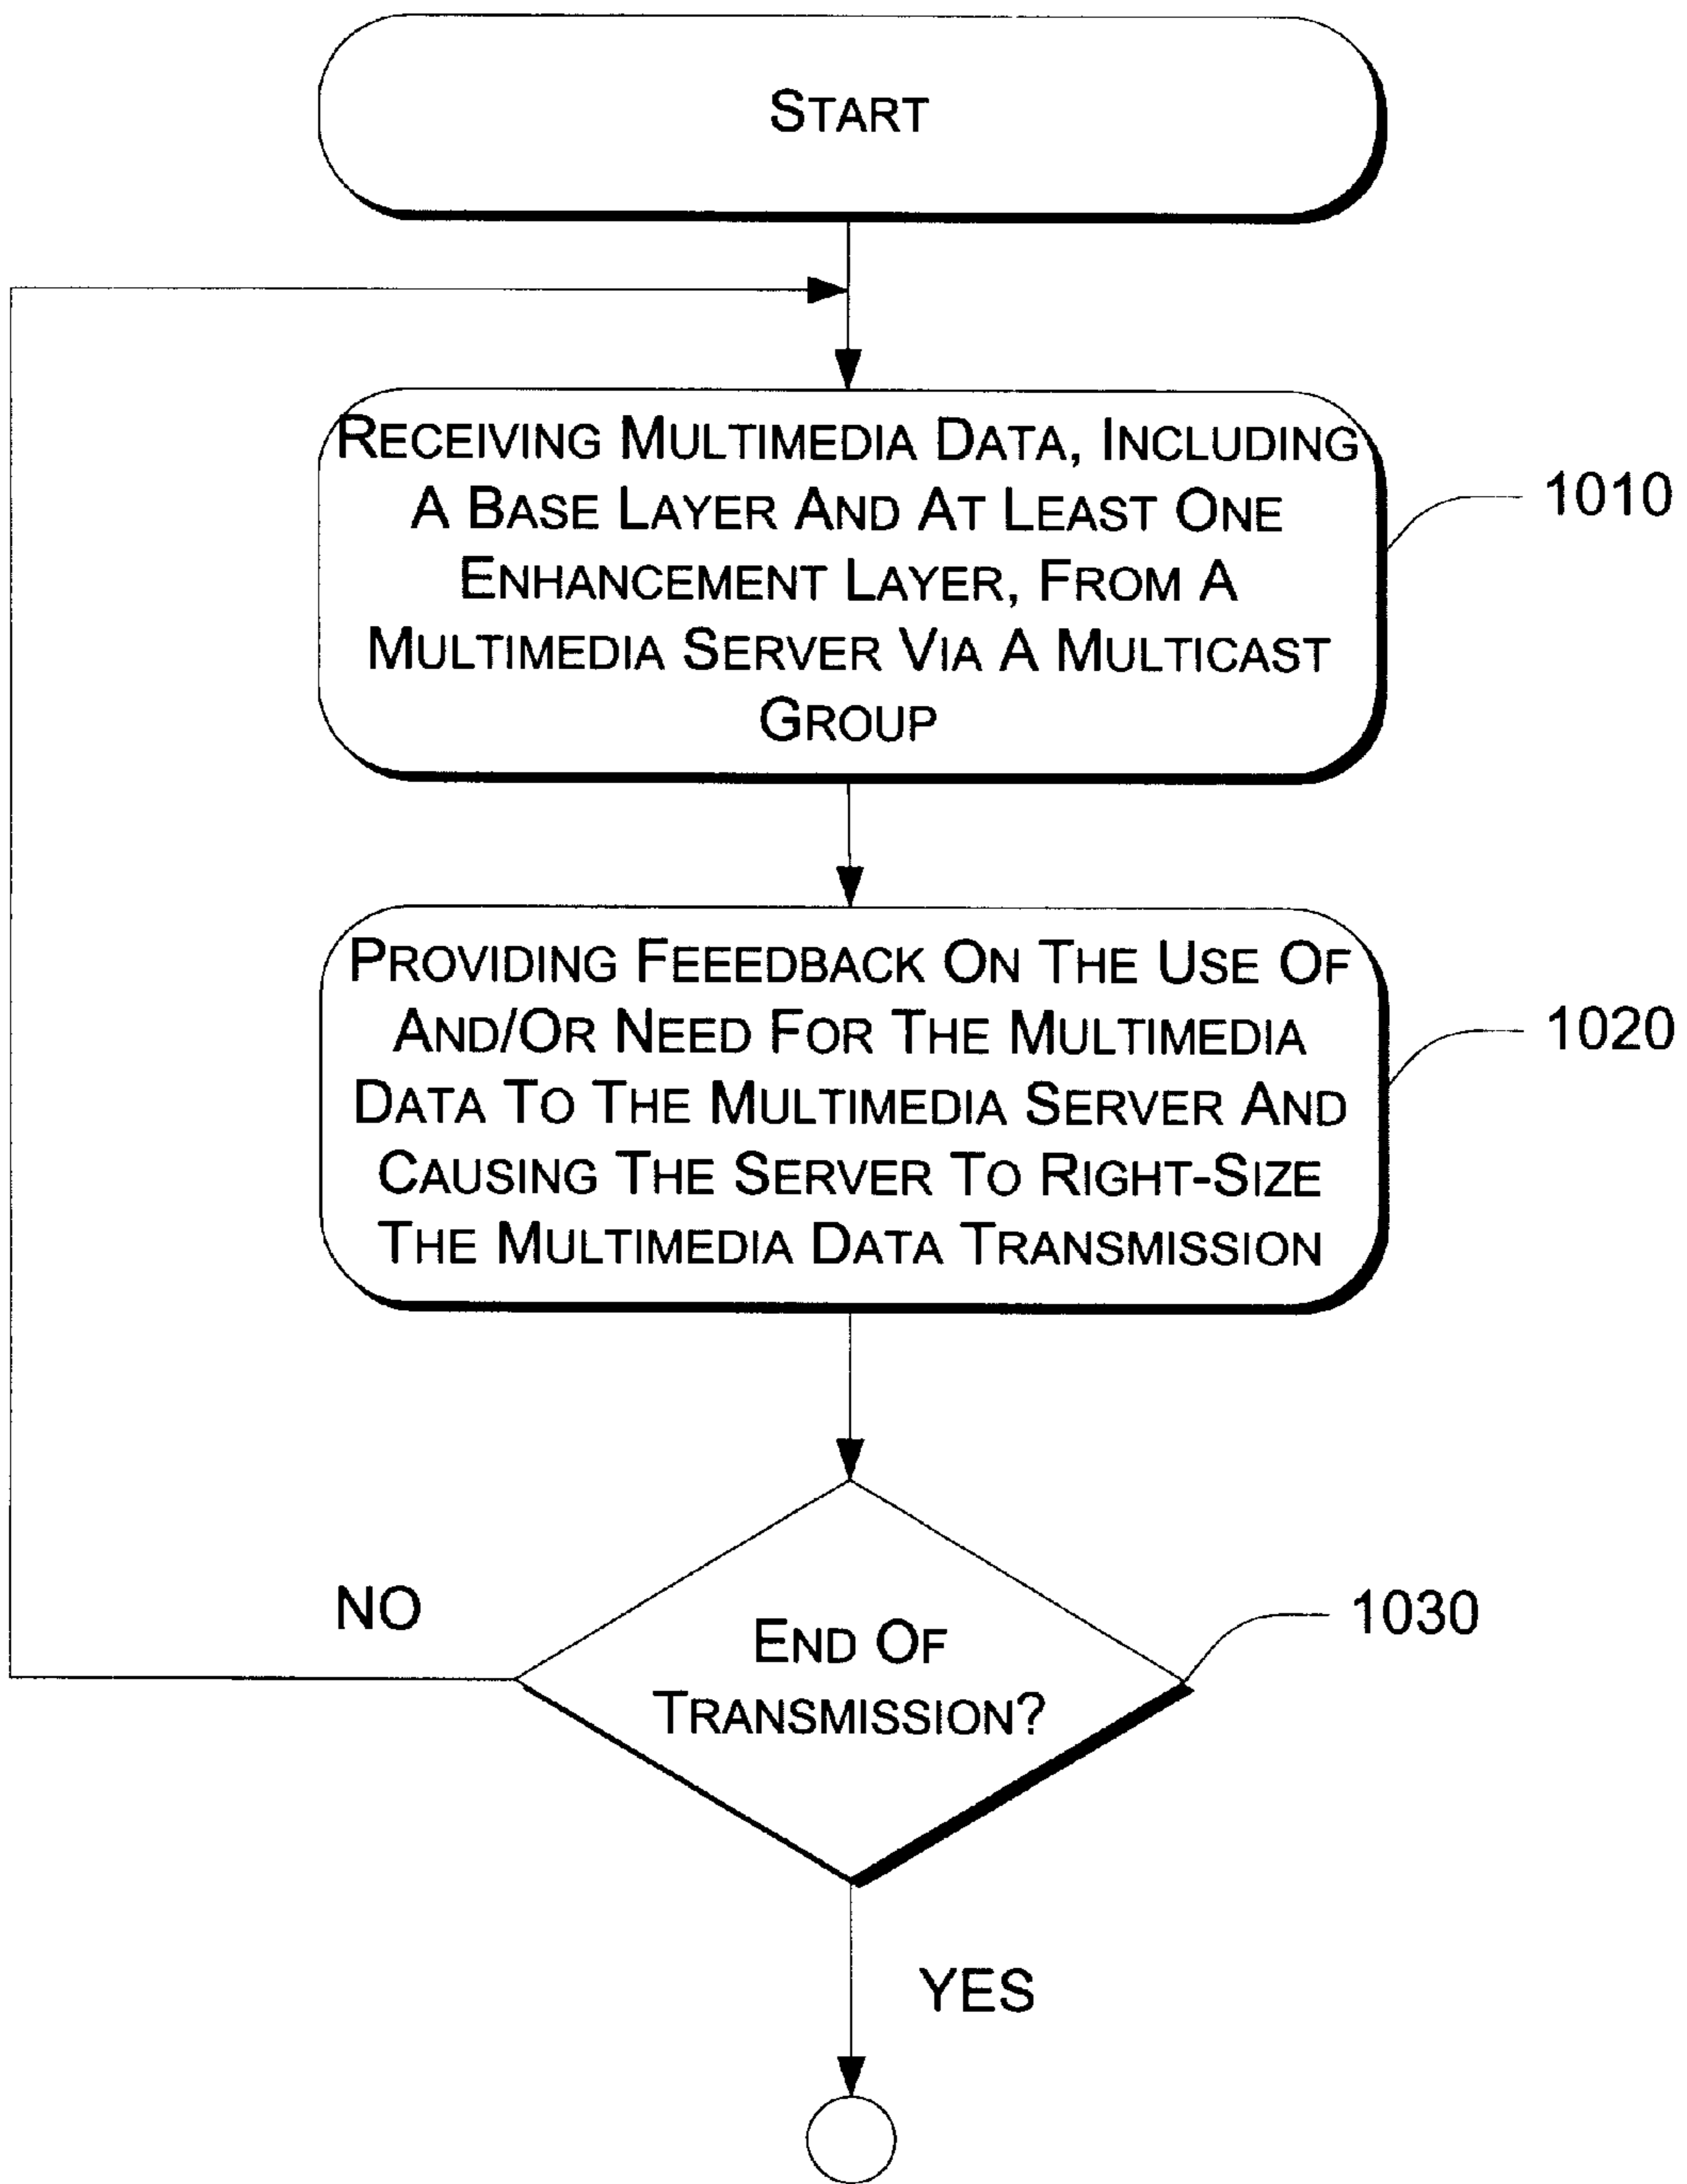 START
RECEIVING MULTIMEDIA DATA, INCLUDING
A BASE LAYER AND AT LEAST ONE
ENHANCEMENT LAYER, FROM A
MULTIMEDIA SERVER VIA A MULTICAST
GROUP
1010
PROVIDING FEEEDBACK ON THE USE OF
AND/OR NEED FOR THE MULTIMEDIA
DATA TO THE MULTIMEDIA SERVER AND
CAUSING THE SERVER TO RIGHT-SIZE
THE MULTIMEDIA DATA TRANSMISSION
1020
NO
END OF
TRANSMISSION?
1030
YES